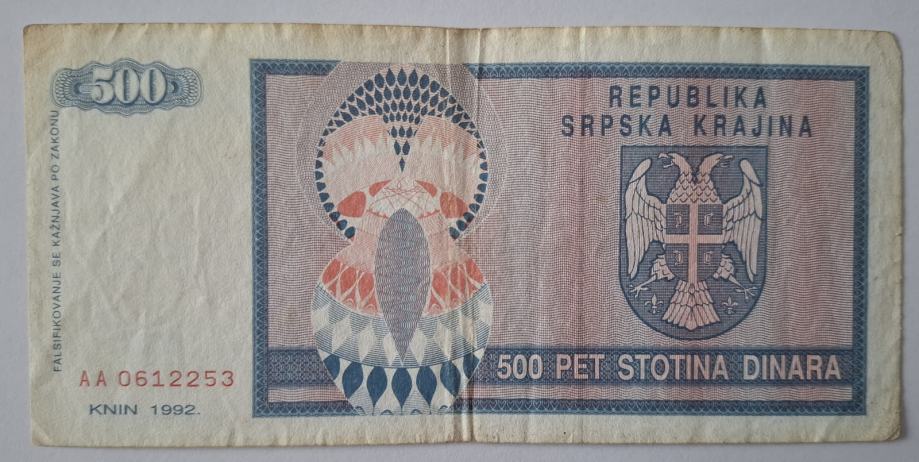 500
FALSIFIKOVANJE SE KAŽNJAVA PO ZAKONU
REPUBLIKA
SRPSKA KRAJINA
500 PET STOTINA DINARA
AA 0612253
KNIN 1992.